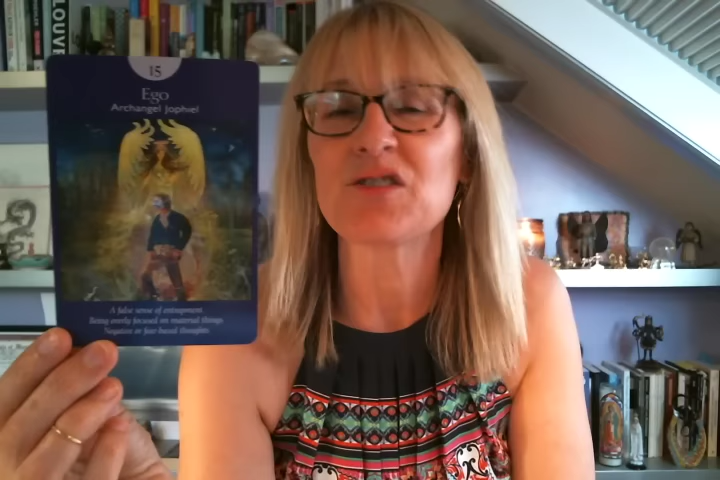 LOUVRE
15
Ego
Archangel Jophiel
A false sense of entrapment
Being overly focused on material things
Negative or fear-based thoughts